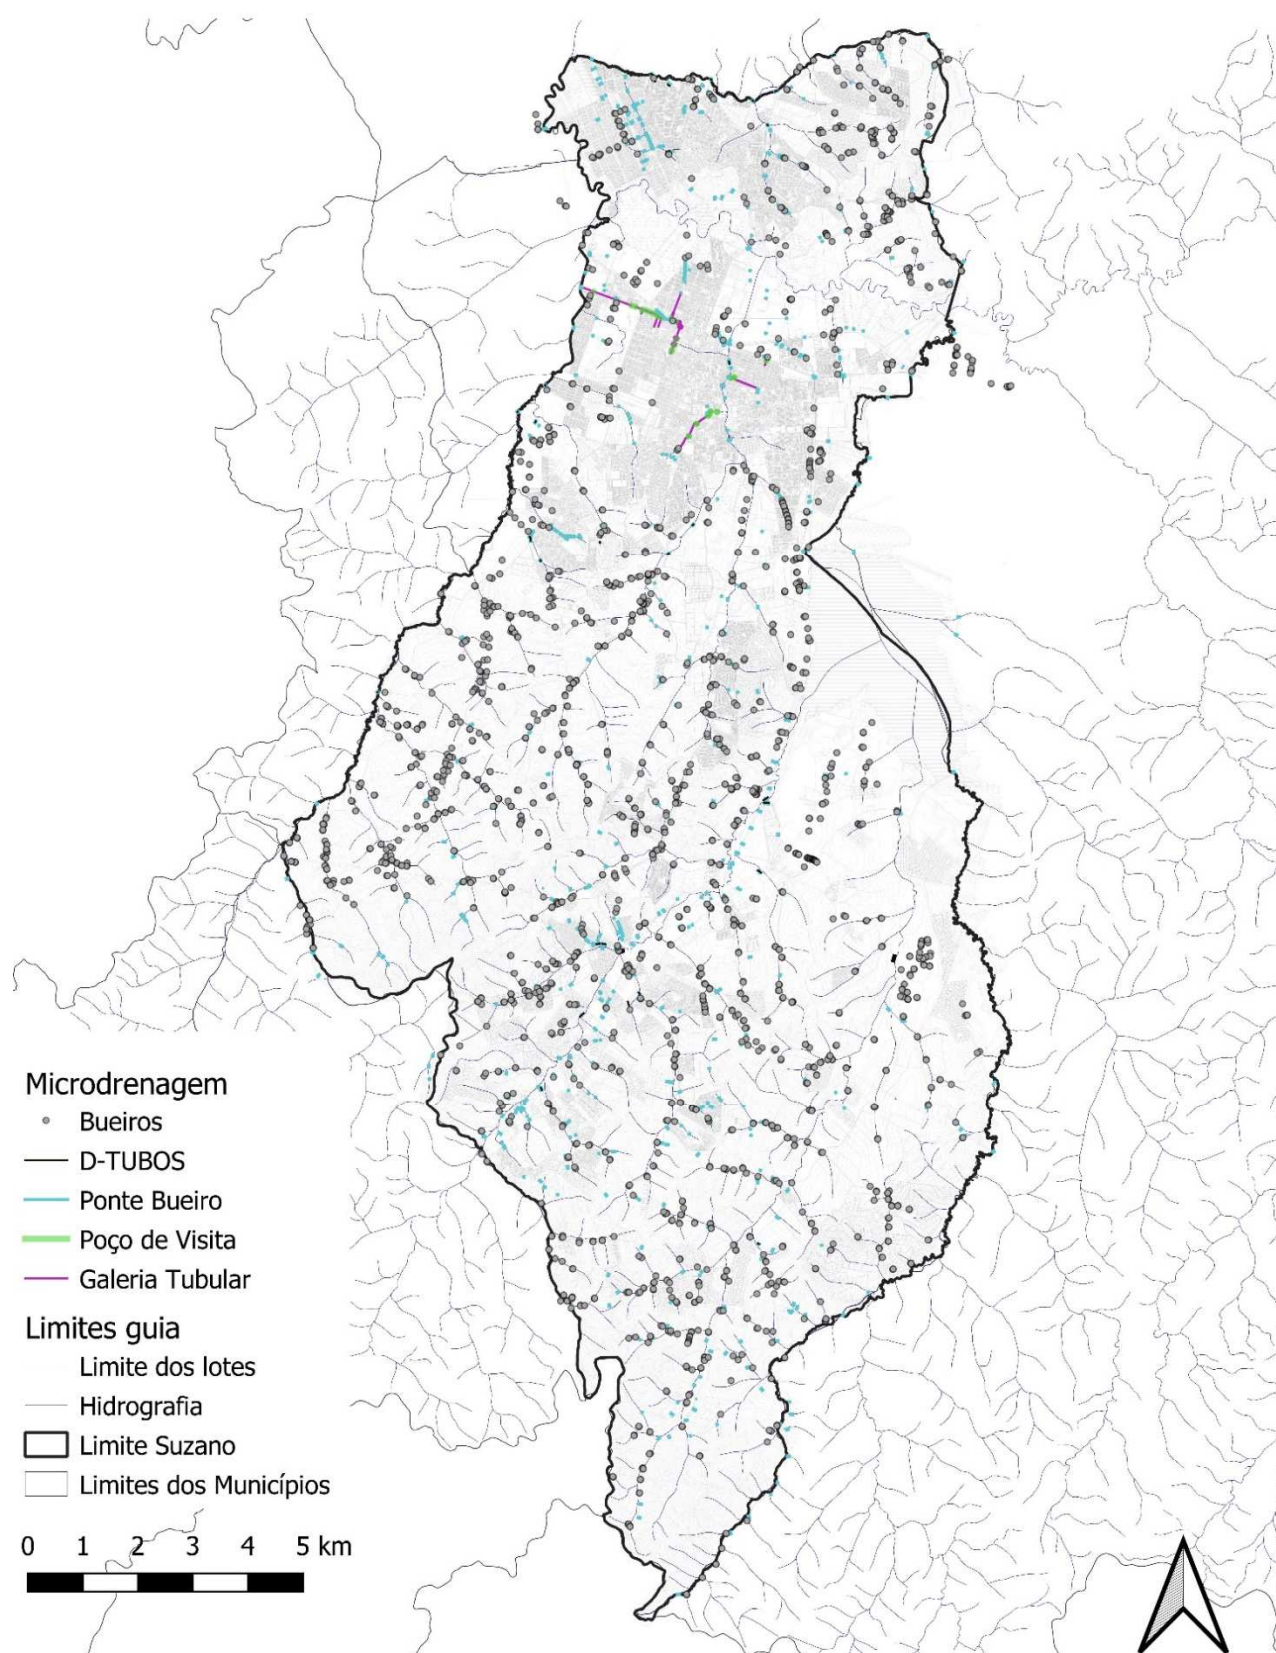 Microdrenagem
Bueiros
D-TUBOS
Ponte Bueiro
Poço de Visita
Galeria Tubular
Limites guia
Limite dos lotes
Hidrografia
Limite Suzano
Limites dos Municípios
0 1 2 3 4 5 km